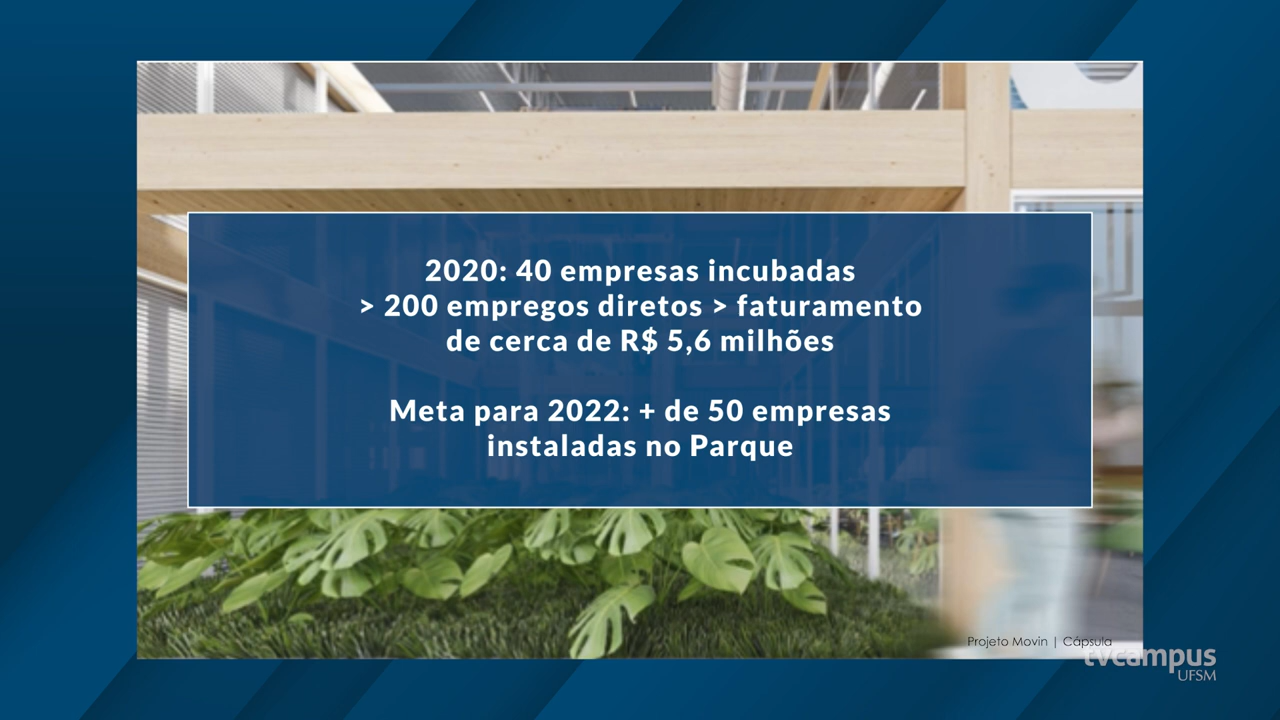 2020: 40 empresas incubadas
> 200 empregos diretos > faturamento
de cerca de R$ 5,6 milhões
Meta para 2022: + de 50 empresas
instaladas no Parque
Projeto Movin | Cápsula
tvcampus
UFSM